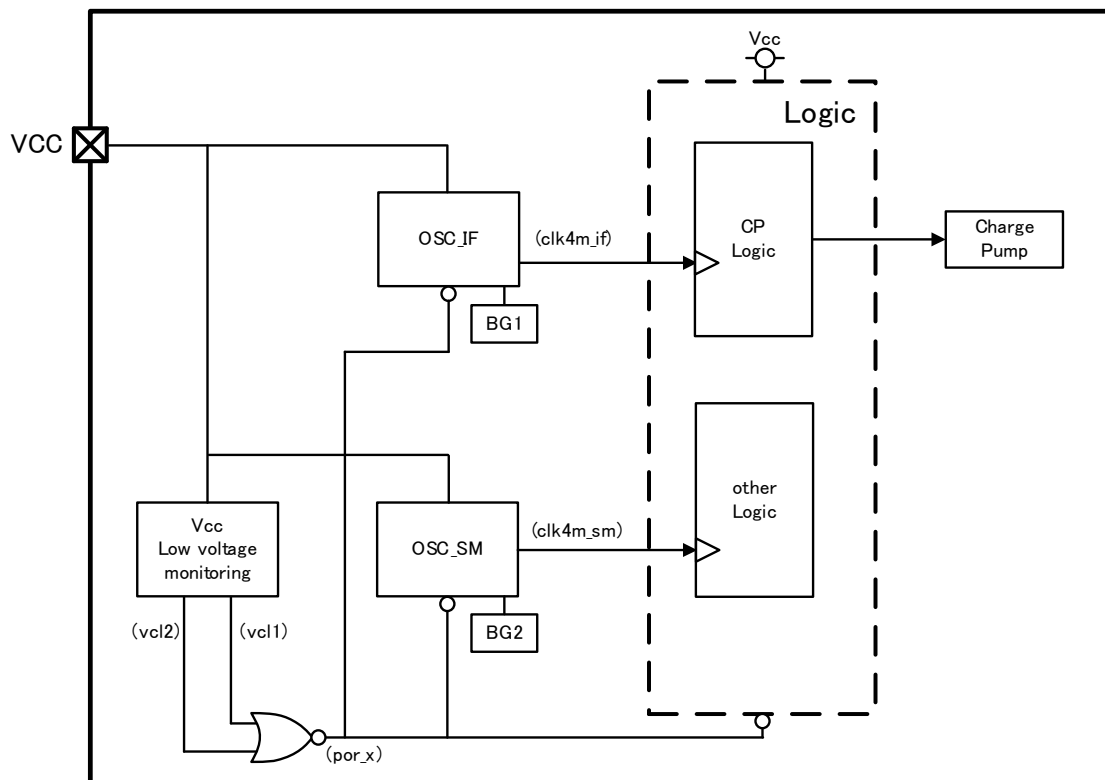 Vcc
Logic
VCC
OSC_IF
(clk4m_if)
CP
Logic
Charge
Pump
BG1
Vcc
Low voltage
monitoring
OSC_SM
(clk4m_sm)
other
Logic
BG2
(vcl2)
(vcl1)
(por_x)